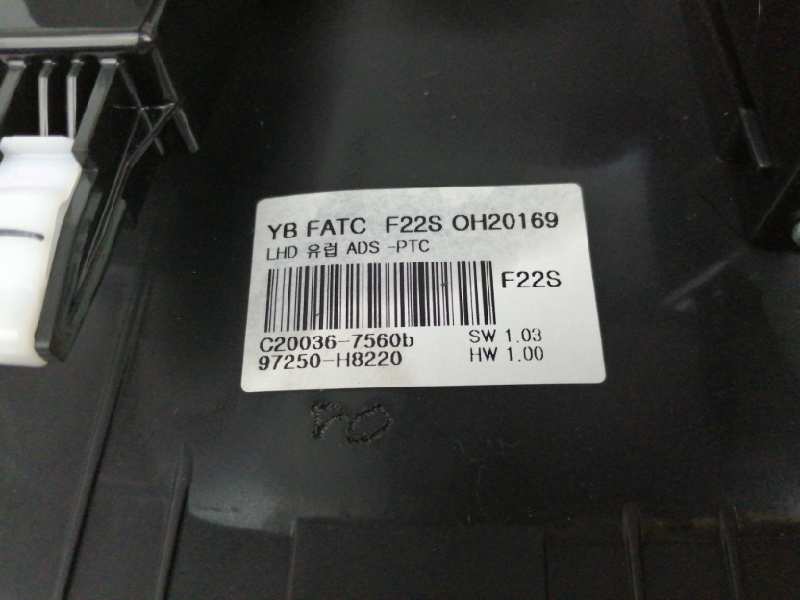 YB FATC F22S OH20169
LHD 유럽 ADS -PTC
F22S
C20036-7560b SW 1.03
97250-H8220 HW 1.00